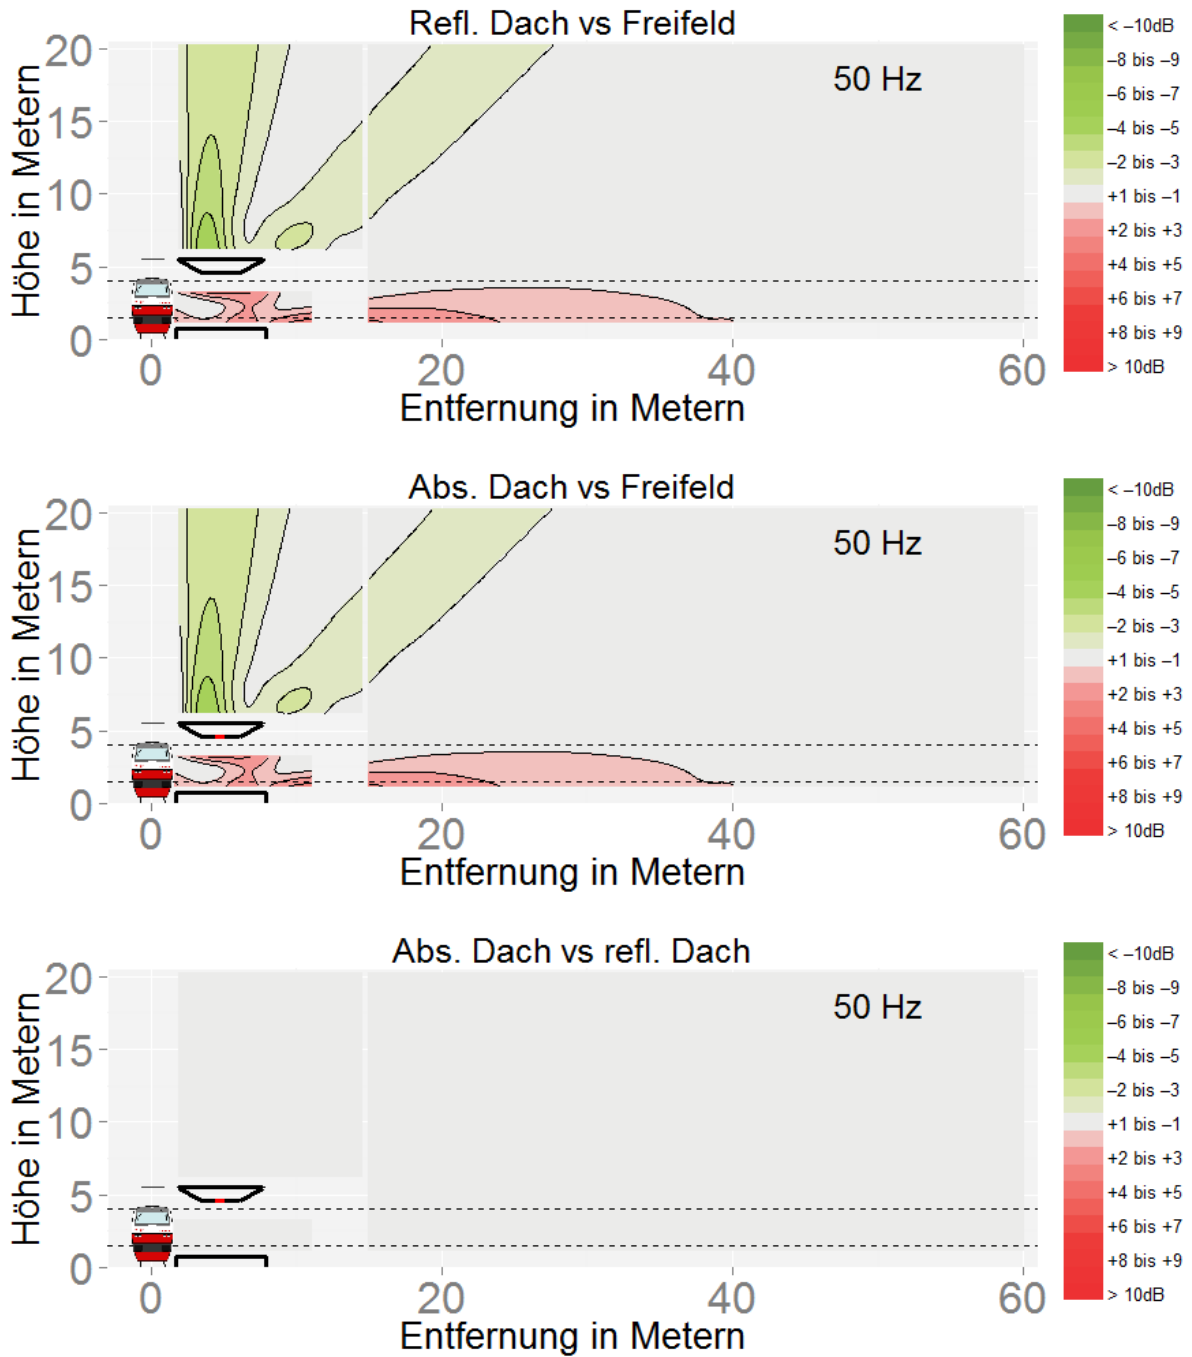 Refl. Dach vs Freifeld
50 Hz
Höhe in Metern
20
15
10
5
0
0 20 40 60
Entfernung in Metern
< –10dB
–8 bis –9
–6 bis –7
–4 bis –5
–2 bis –3
+1 bis –1
+2 bis +3
+4 bis +5
+6 bis +7
+8 bis +9
> 10dB
Abs. Dach vs Freifeld
50 Hz
Höhe in Metern
20
15
10
5
0
0 20 40 60
Entfernung in Metern
< –10dB
–8 bis –9
–6 bis –7
–4 bis –5
–2 bis –3
+1 bis –1
+2 bis +3
+4 bis +5
+6 bis +7
+8 bis +9
> 10dB
Abs. Dach vs refl. Dach
50 Hz
Höhe in Metern
20
15
10
5
0
0 20 40 60
Entfernung in Metern
< –10dB
–8 bis –9
–6 bis –7
–4 bis –5
–2 bis –3
+1 bis –1
+2 bis +3
+4 bis +5
+6 bis +7
+8 bis +9
> 10dB